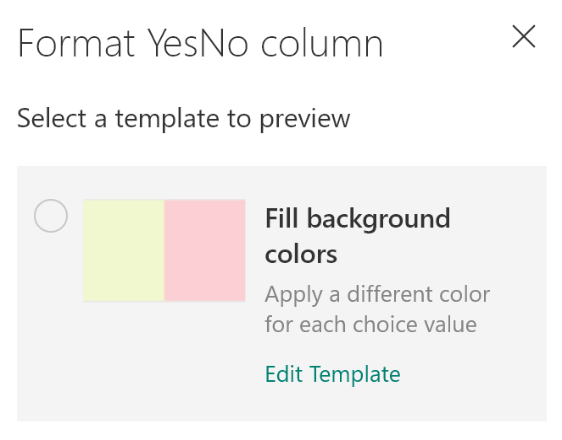 Format YesNo column
Select a template to preview
Fill background
colors
Apply a different color
for each choice value
Edit Template